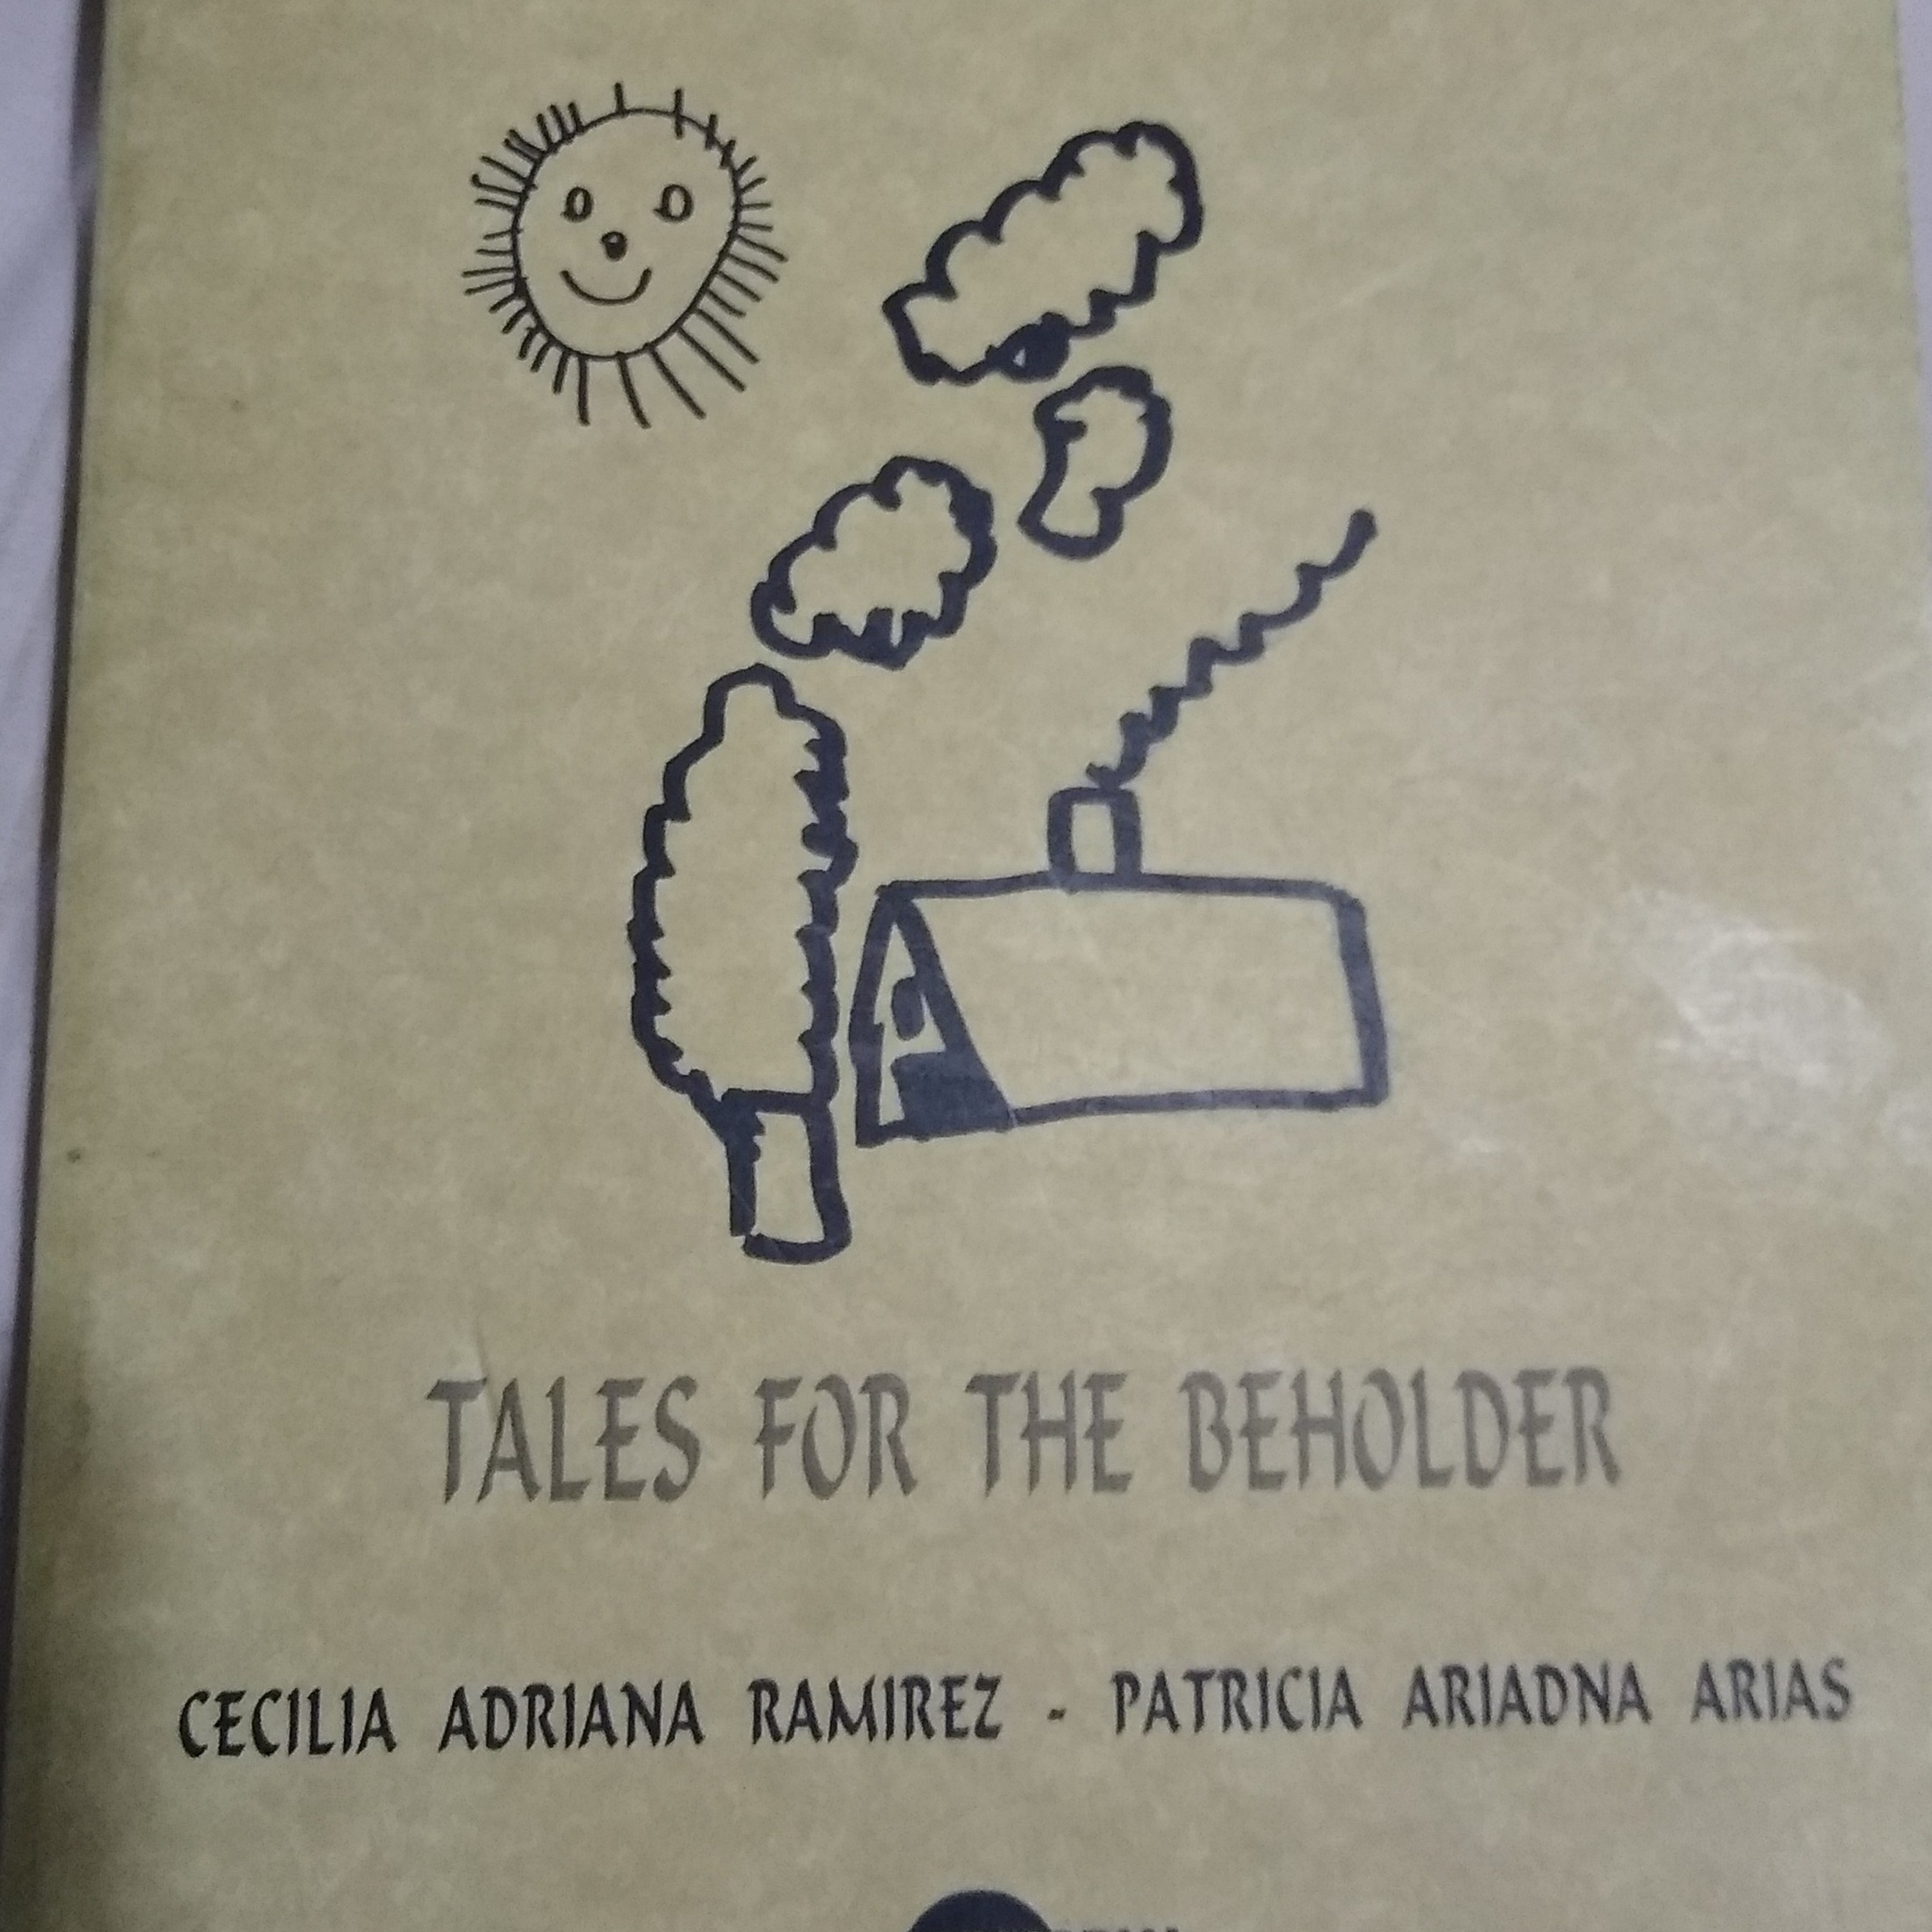 TALES FOR THE BEHOLDER
CECILIA ADRIANA RAMIREZ - PATRICIA ARIADNA ARIAS